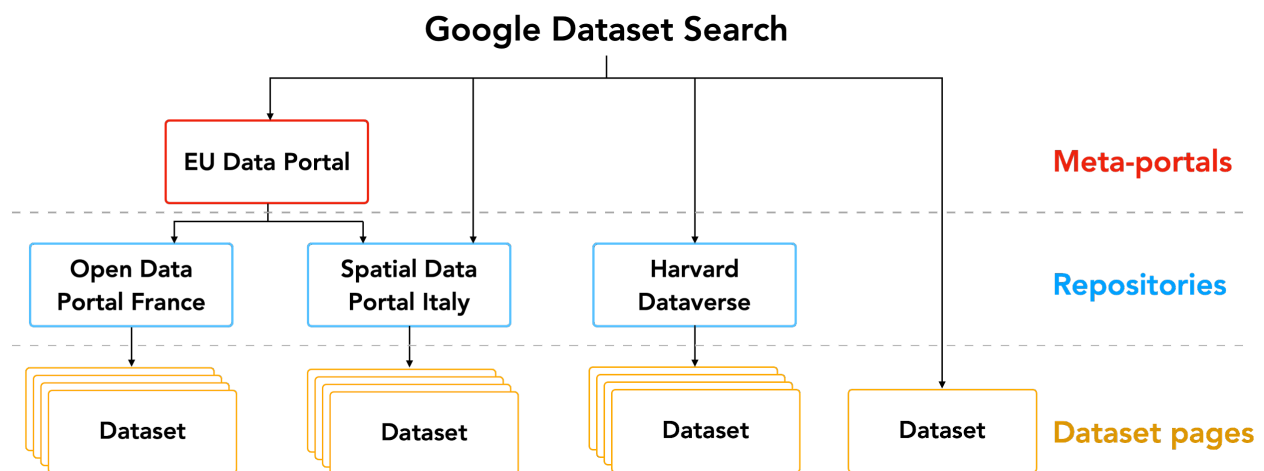 Google Dataset Search
EU Data Portal
Meta-portals
Open Data
Portal France
Spatial Data
Portal Italy
Harvard
Dataverse
Repositories
Dataset
Dataset
Dataset
Dataset
Dataset pages